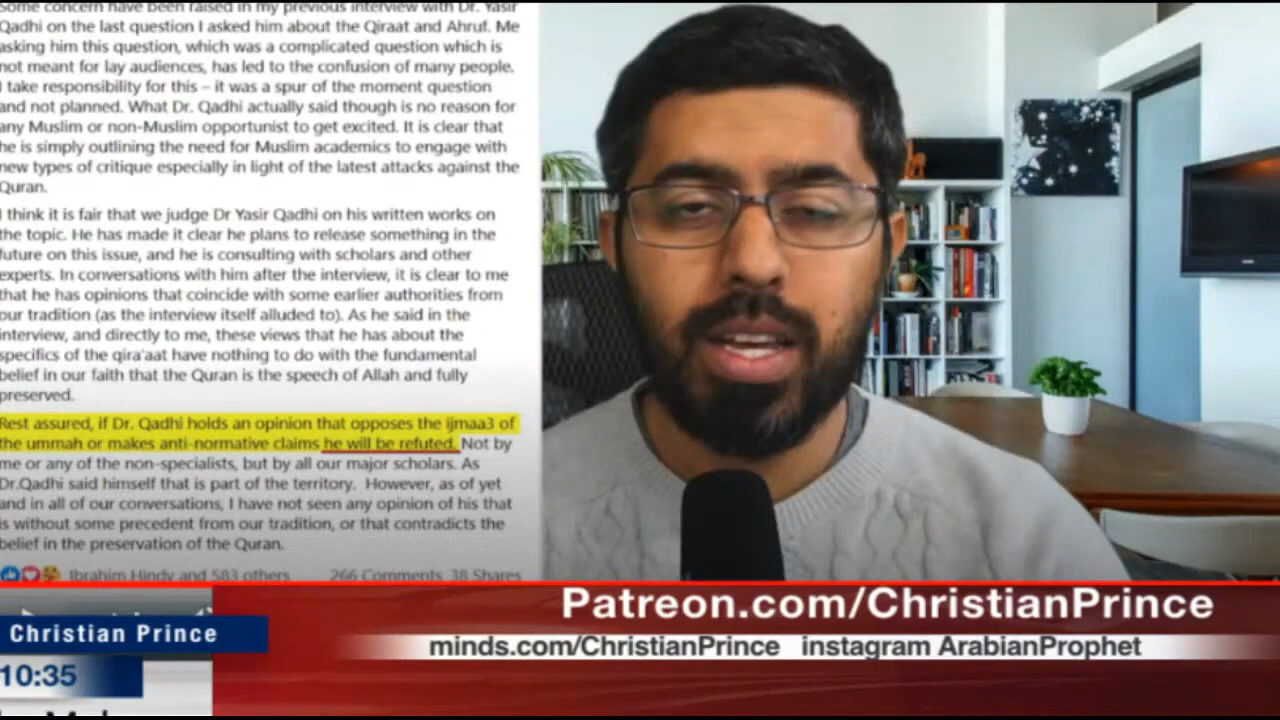 Some concern have been raised in my previous interview with Dr. Yasir
Qadhi on the last question I asked him about the Qiraat and Ahruf. Me
asking him this question, which was a complicated question which is
not meant for lay audiences, has led to the confusion of many people.
I take responsibility for this – it was a spur of the moment question
and not planned. What Dr. Qadhi actually said though is no reason for
any Muslim or non-Muslim opportunist to get excited. It is clear that
he is simply outlining the need for Muslim academics to engage with
new types of critique especially in light of the latest attacks against the
Quran.
I think it is fair that we judge Dr Yasir Qadhi on his written works on
the topic. He has made it clear he plans to release something in the
future on this issue, and he is consulting with scholars and other
experts. In conversations with him after the interview, it is clear to me
that he has opinions that coincide with some earlier authorities from
our tradition (as the interview itself alluded to). As he said in the
interview, and directly to me, these views that he has about the
specifics of the qira'aat have nothing to do with the fundamental
belief in our faith that the Quran is the speech of Allah and fully
preserved.
Rest assured, if Dr. Qadhi holds an opinion that opposes the ijmaa3 of
the ummah or makes anti-normative claims he will be refuted. Not by
me or any of the non-specialists, but by all our major scholars. As
Dr.Qadhi said himself that is part of the territory. However, as of yet
and in all of our conversations, I have not seen any opinion of his that
is without some precedent from our tradition, or that contradicts the
belief in the preservation of the Quran.
Ibrahim Hindy and 583 others 266 Comments 38 Shares
Patreon.com/ChristianPrince
Christian Prince
minds.com/ChristianPrince instagram ArabianProphet
10:35